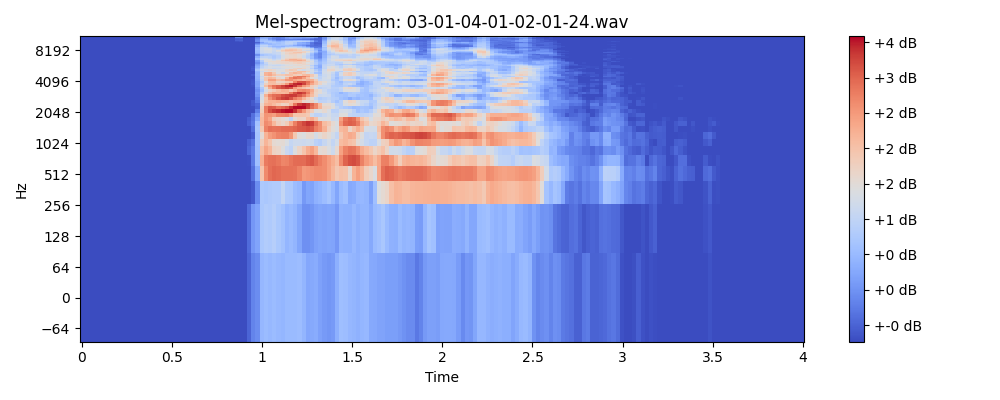 Mel-spectrogram: 03-01-04-01-02-01-24.wav
8192
4096
2048
1024
512
256
128
64
0
−64
Hz
0
0.5
1
1.5
2
2.5
3
3.5
4
Time
+4 dB
+3 dB
+2 dB
+2 dB
+2 dB
+1 dB
+0 dB
+0 dB
+-0 dB